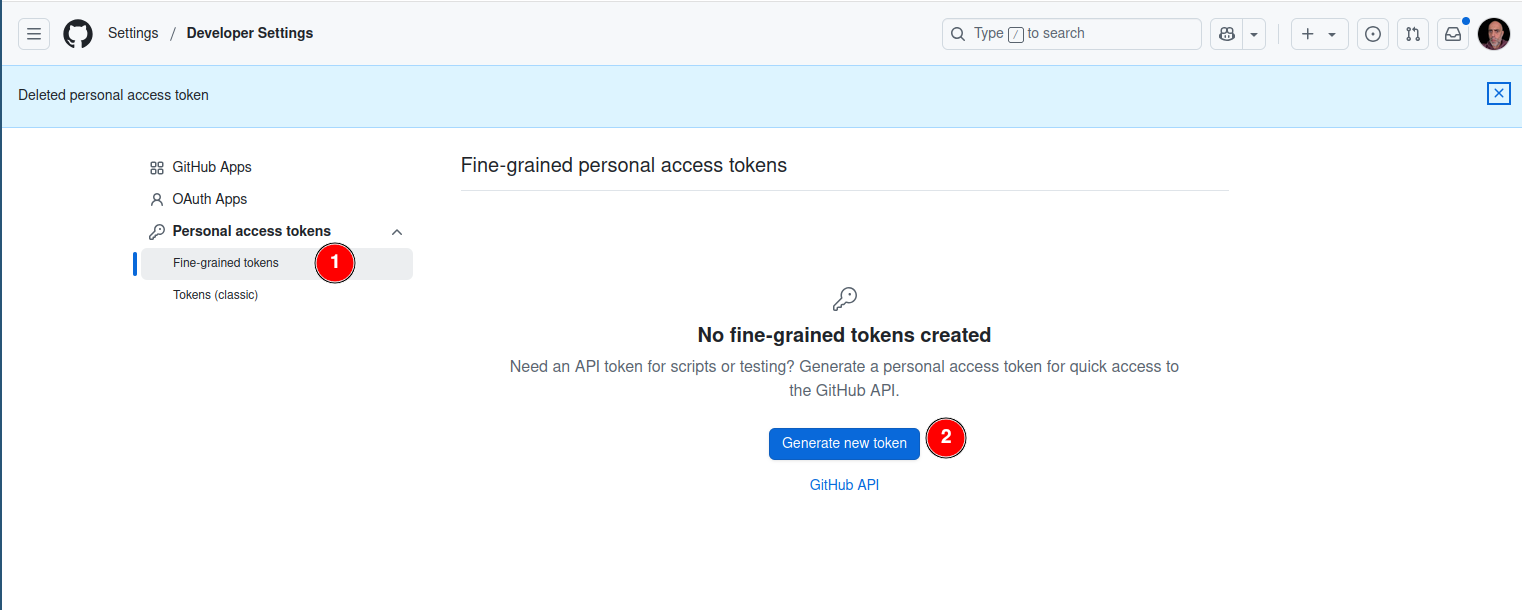 Settings / Developer Settings
Type / to search
Deleted personal access token
GitHub Apps
OAuth Apps
Personal access tokens
Fine-grained tokens 1
Tokens (classic)
Fine-grained personal access tokens
No fine-grained tokens created
Need an API token for scripts or testing? Generate a personal access token for quick access to
the GitHub API.
Generate new token 2
GitHub API